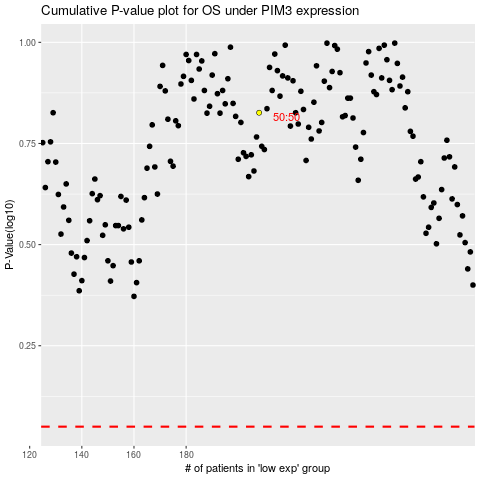 Cumulative P-value plot for OS under PIM3 expression
P-Value(log10)
1.00
0.75
0.50
0.25
50:50
120 140 160 180
# of patients in 'low exp' group